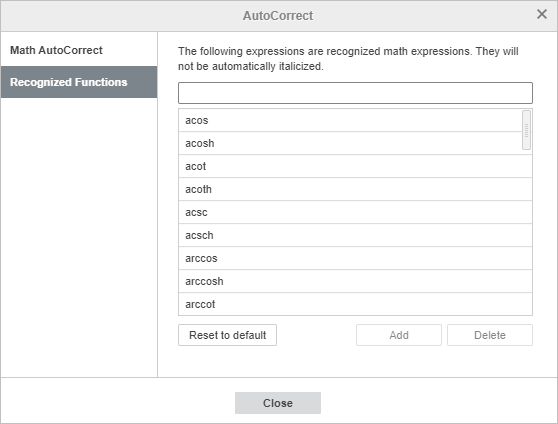 AutoCorrect
Math AutoCorrect
Recognized Functions
The following expressions are recognized math expressions. They will
not be automatically italicized.
acos
acosh
acot
acoth
acsc
acsch
arccos
arccosh
arccot
Reset to default
Add
Delete
Close